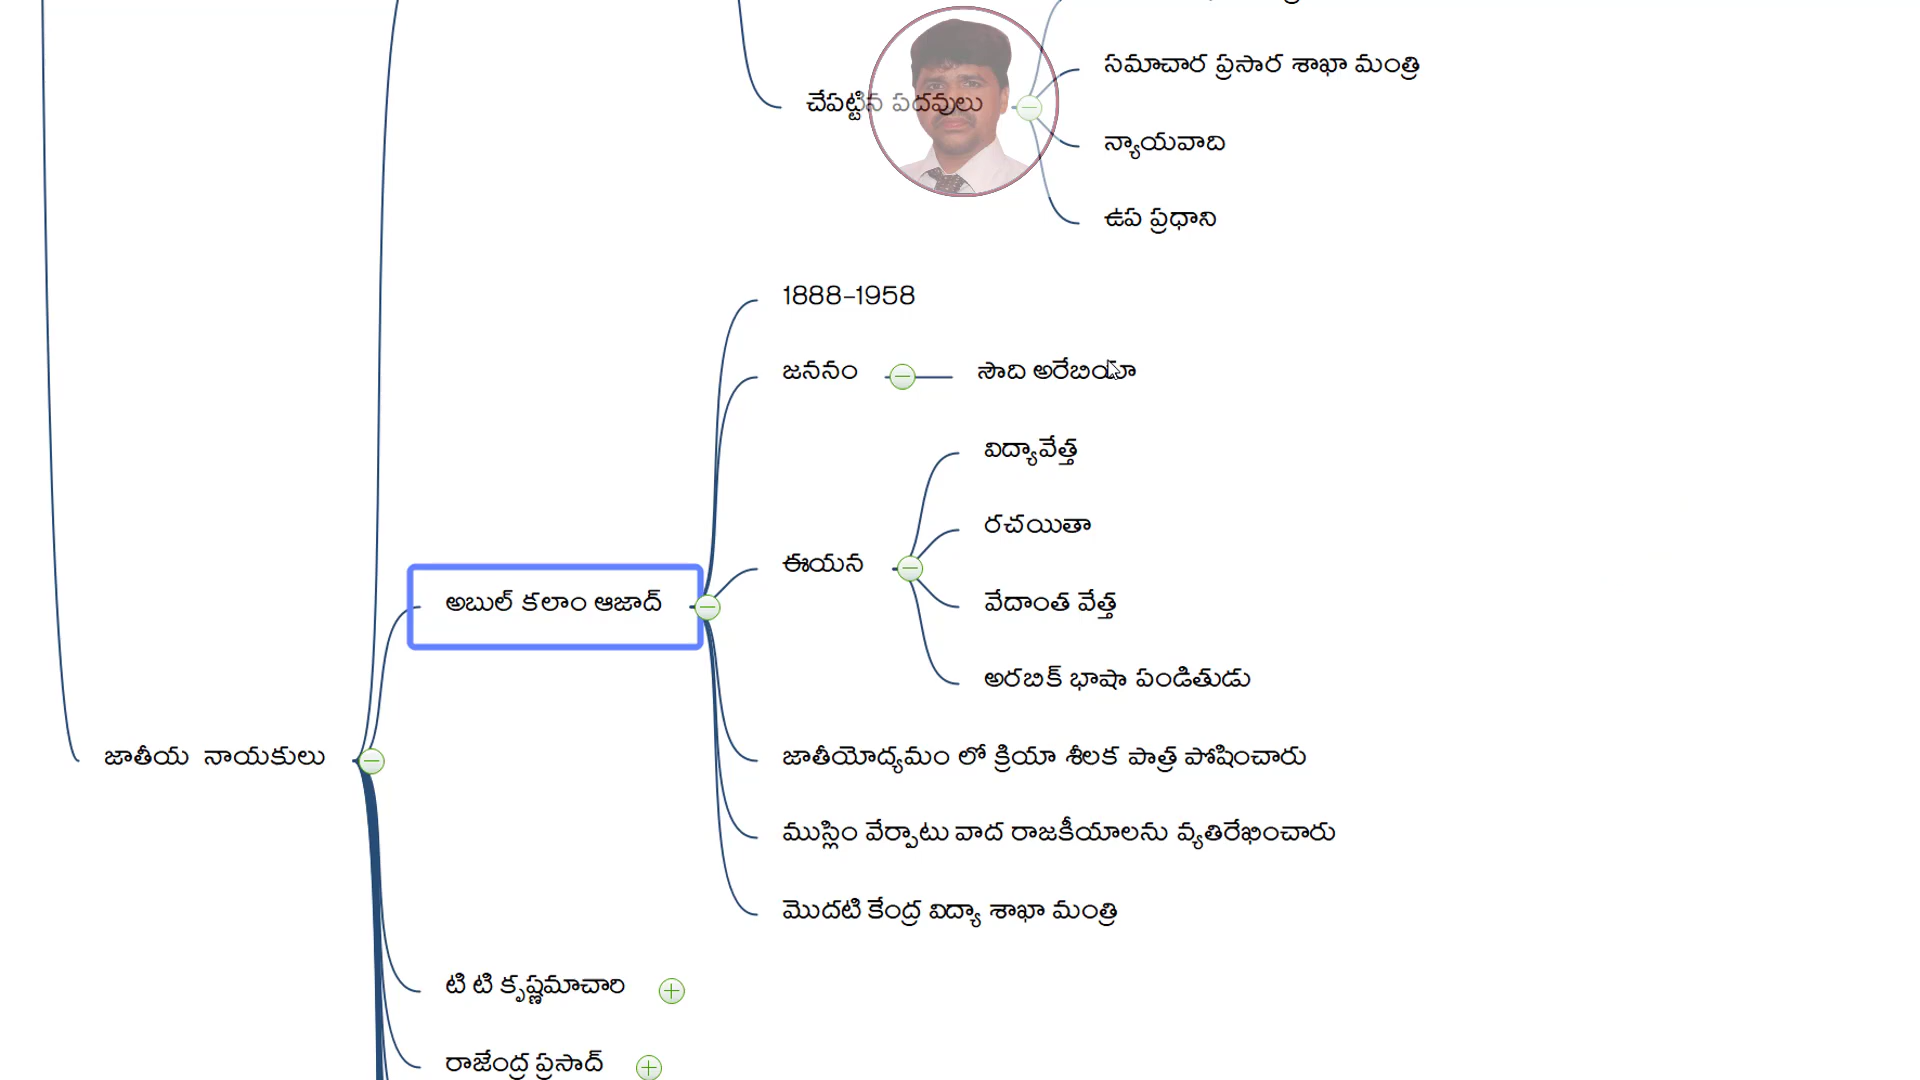 సమాచార ప్రసార శాఖా మంత్రి
చేపట్టిన పదవులు
న్యాయవాది
ఉప ప్రధాని
1888-1958
జననం
సౌది అరేబియా
విద్యావేత్త
రచయితా
ఈయన
వేదాంత వేత్త
అబుల్ కలాం ఆజాద్
అరబిక్ భాషా పండితుడు
జాతీయ నాయకులు
జాతీయోద్యమం లో క్రియా శీలక పాత్ర పోషించారు
ముస్లిం వేర్పాటు వాద రాజకీయాలను వ్యతిరేఖించారు
మొదటి కేంద్ర విద్యా శాఖా మంత్రి
టి టి కృష్ణమాచారి
రాజేంద్ర ప్రసాద్